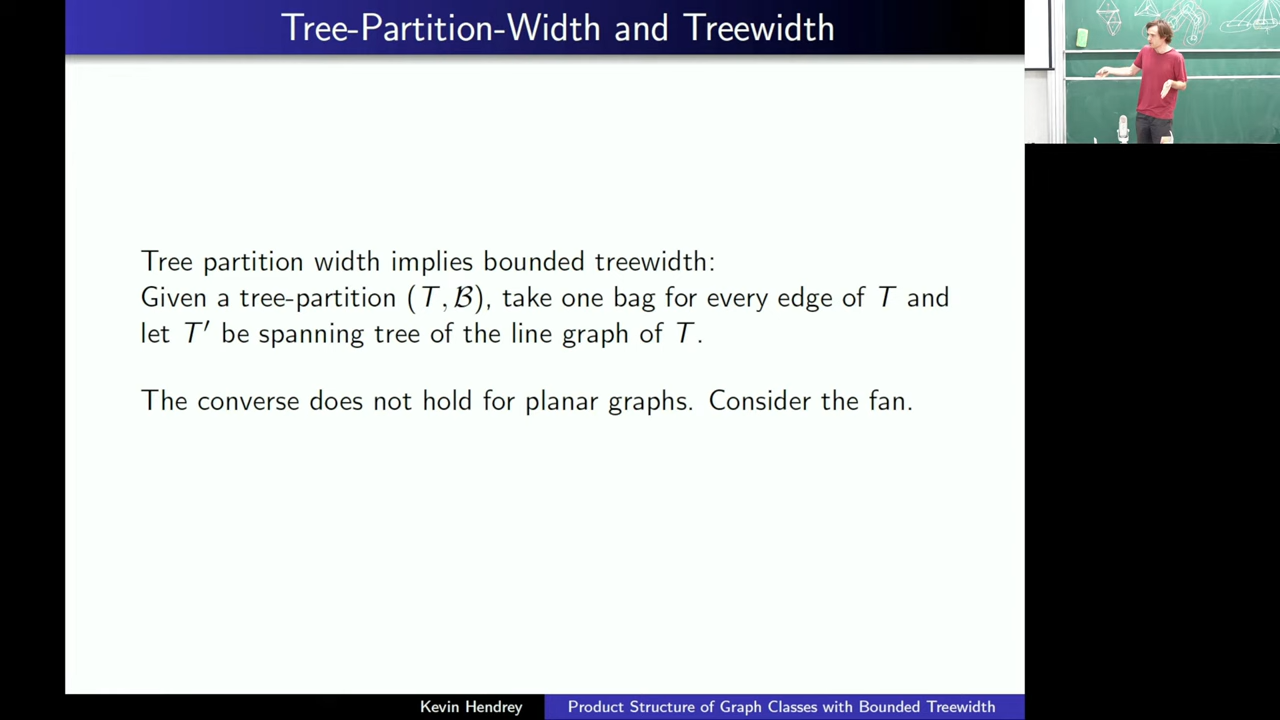 Tree-Partition-Width and Treewidth
Tree partition width implies bounded treewidth:
Given a tree-partition (T, ℬ), take one bag for every edge of T and
let T′ be spanning tree of the line graph of T.
The converse does not hold for planar graphs. Consider the fan.
Kevin Hendrey
Product Structure of Graph Classes with Bounded Treewidth